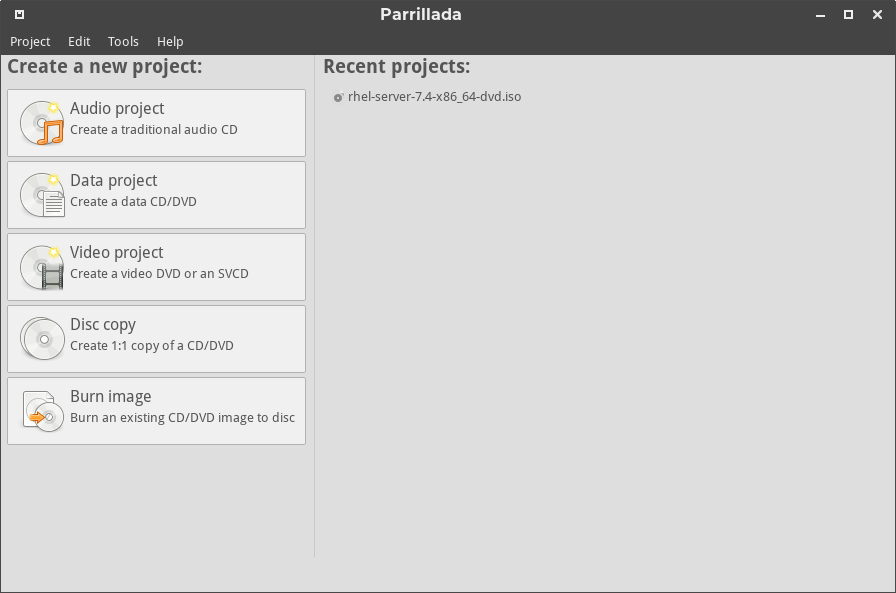 Parrillada
Project Edit Tools Help
Create a new project:
Audio project
Create a traditional audio CD
Data project
Create a data CD/DVD
Video project
Create a video DVD or an SVCD
Disc copy
Create 1:1 copy of a CD/DVD
Burn image
Burn an existing CD/DVD image to disc
Recent projects:
rhel-server-7.4-x86_64-dvd.iso